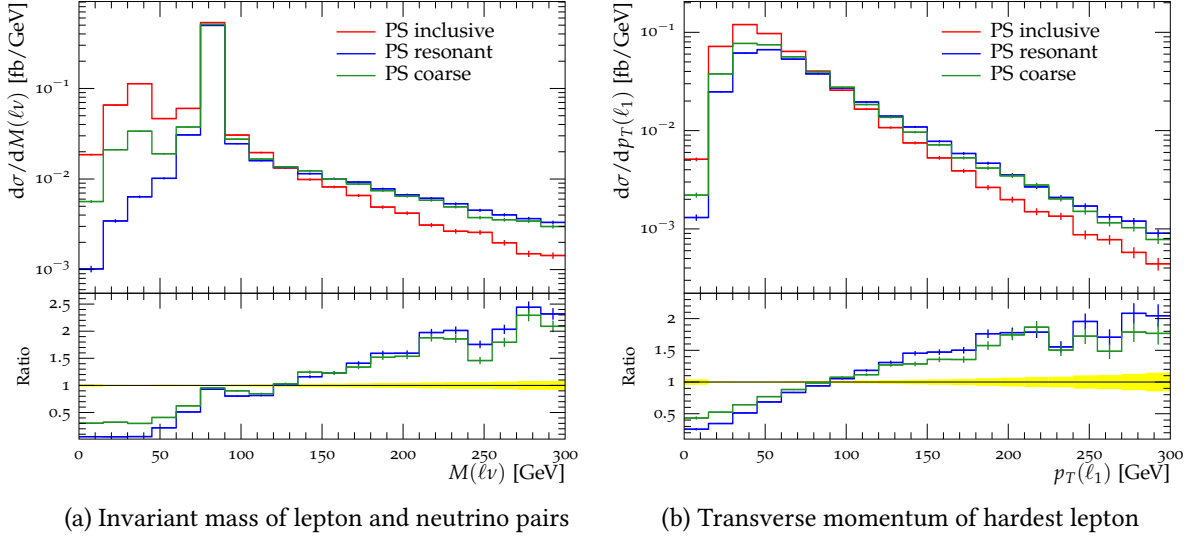 dσ/dM(ℓν) [fb/GeV]
10⁻¹
10⁻²
10⁻³
PS inclusive
PS resonant
PS coarse
Ratio
2.5
2
1.5
1
0.5
0 50 100 150 200 250 300
M(ℓν) [GeV]
(a) Invariant mass of lepton and neutrino pairs
dσ/dp_T(ℓ₁) [fb/GeV]
10⁻¹
10⁻²
10⁻³
PS inclusive
PS resonant
PS coarse
Ratio
2
1.5
1
0.5
0 50 100 150 200 250 300
p_T(ℓ₁) [GeV]
(b) Transverse momentum of hardest lepton